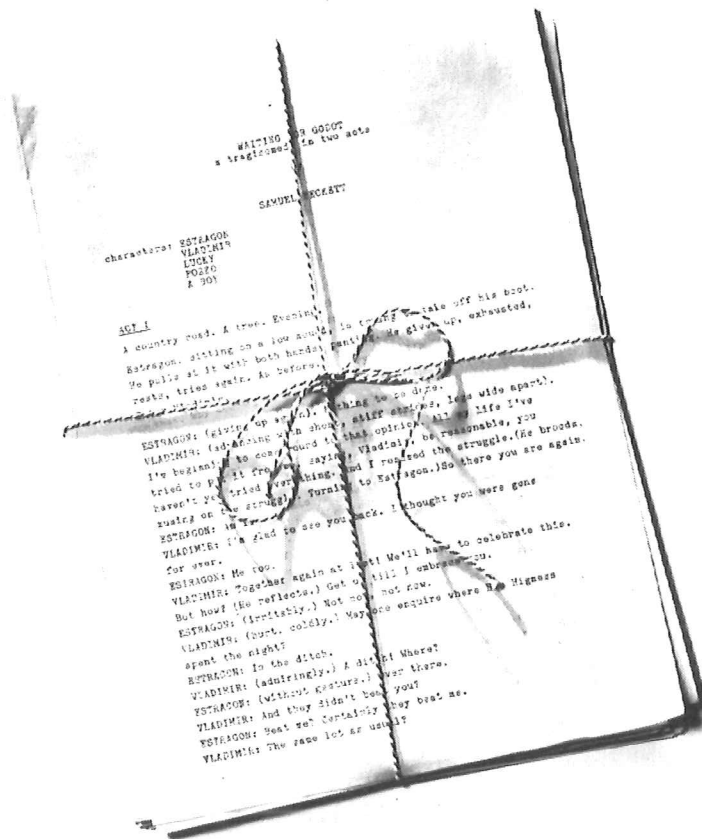 WAITING FOR GODOT
a tragicomedy in two acts
SAMUEL BECKETT
characters: ESTRAGON
VLADIMIR
LUCKY
POZZO
A BOY
ACT I
A country road. A tree. Evening.
Estragon, sitting on a low mound, is trying to take off his boot.
He pulls at it with both hands, panting. He gives up, exhausted,
rests, tries again. As before.
ESTRAGON: (giving up again). Nothing to be done.
VLADIMIR: (advancing with short, stiff strides, legs wide apart).
I'm beginning to come round to that opinion. All my life I've
tried to put it from me, saying, Vladimir, be reasonable, you
haven't yet tried everything. And I resumed the struggle.(He broods,
musing on the struggle. Turning to Estragon.)So there you are again.
ESTRAGON: Am I?
VLADIMIR: I'm glad to see you back. I thought you were gone
for ever.
ESTRAGON: Me too.
VLADIMIR: Together again at last! We'll have to celebrate this.
But how? (He reflects.) Get up till I embrace you.
ESTRAGON: (irritably.) Not now, not now.
VLADIMIR: (hurt, coldly.) May one enquire where His Higness
spent the night?
ESTRAGON: In the ditch.
VLADIMIR: (admiringly.) A ditch! Where?
ESTRAGON: (without gesture.) Over there.
VLADIMIR: And they didn't beat you?
ESTRAGON: Beat me? Certainly they beat me.
VLADIMIR: The same lot as usual?